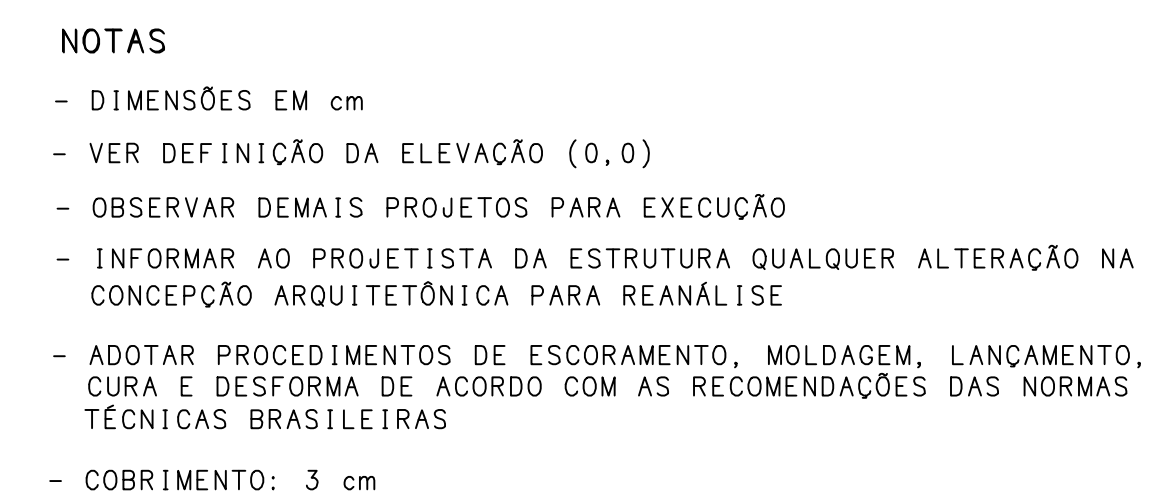 NOTAS
- DIMENSÕES EM cm
- VER DEFINIÇÃO DA ELEVAÇÃO (0,0)
- OBSERVAR DEMAIS PROJETOS PARA EXECUÇÃO
- INFORMAR AO PROJETISTA DA ESTRUTURA QUALQUER ALTERAÇÃO NA
CONCEPÇÃO ARQUITETÔNICA PARA REANÁLISE
- ADOTAR PROCEDIMENTOS DE ESCORAMENTO, MOLDAGEM, LANÇAMENTO,
CURA E DESFORMA DE ACORDO COM AS RECOMENDAÇÕES DAS NORMAS
TÉCNICAS BRASILEIRAS
- COBRIMENTO: 3 cm